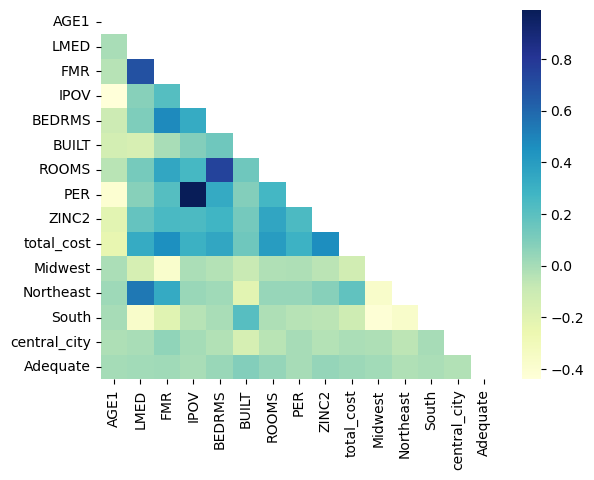 AGE1
LMED
FMR
IPOV
BEDRMS
BUILT
ROOMS
PER
ZINC2
total_cost
Midwest
Northeast
South
central_city
Adequate
AGE1
LMED
FMR
IPOV
BEDRMS
BUILT
ROOMS
PER
ZINC2
total_cost
Midwest
Northeast
South
central_city
Adequate
0.8
0.6
0.4
0.2
0.0
−0.2
−0.4